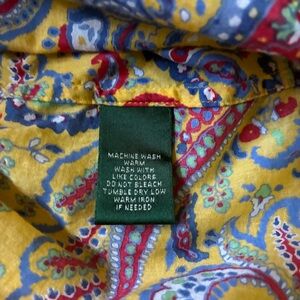 MACHINE WASH
WARM
WASH WITH
LIKE COLORS
DO NOT BLEACH
TUMBLE DRY LOW
WARM IRON
IF NEEDED